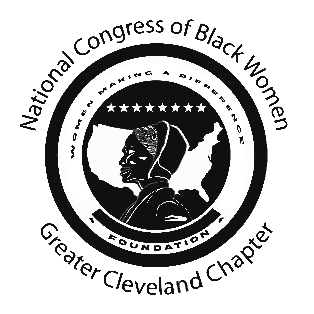 National Congress of Black Women
WOMEN MAKING A DIFFERENCE
FOUNDATION
Greater Cleveland Chapter